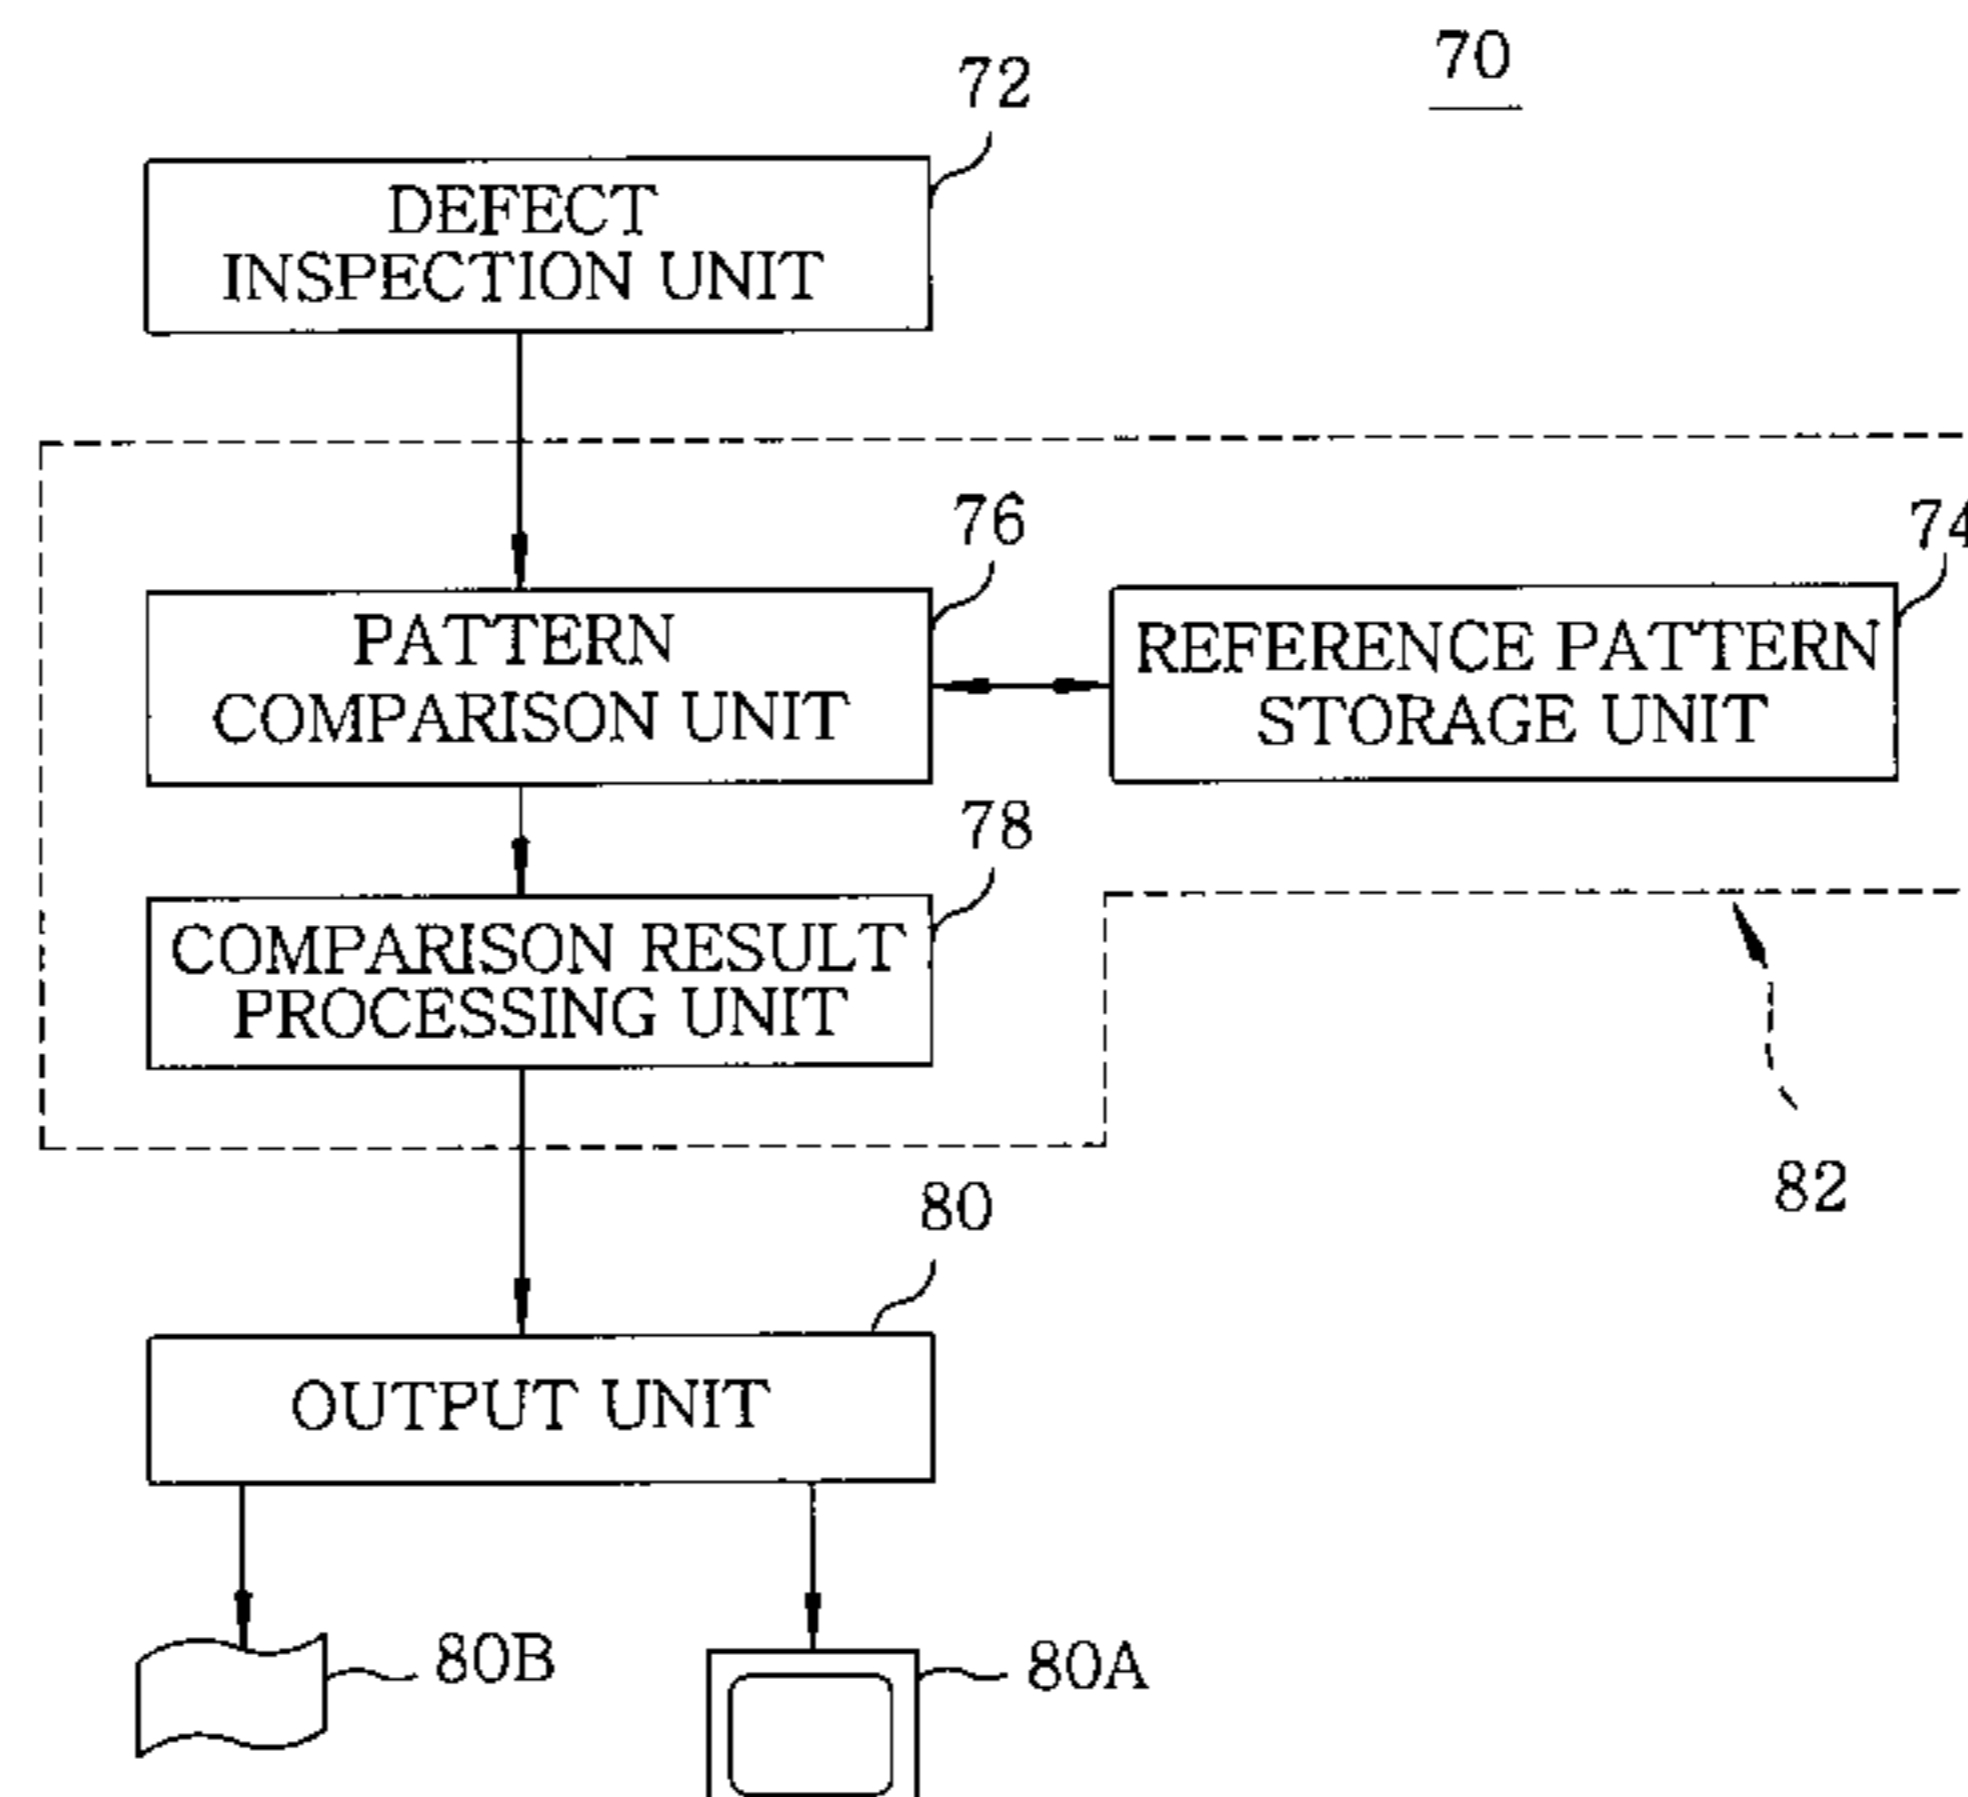 70
72
DEFECT
INSPECTION UNIT
76
74
PATTERN
COMPARISON UNIT
REFERENCE PATTERN
STORAGE UNIT
78
COMPARISON RESULT
PROCESSING UNIT
82
80
OUTPUT UNIT
80B
80A